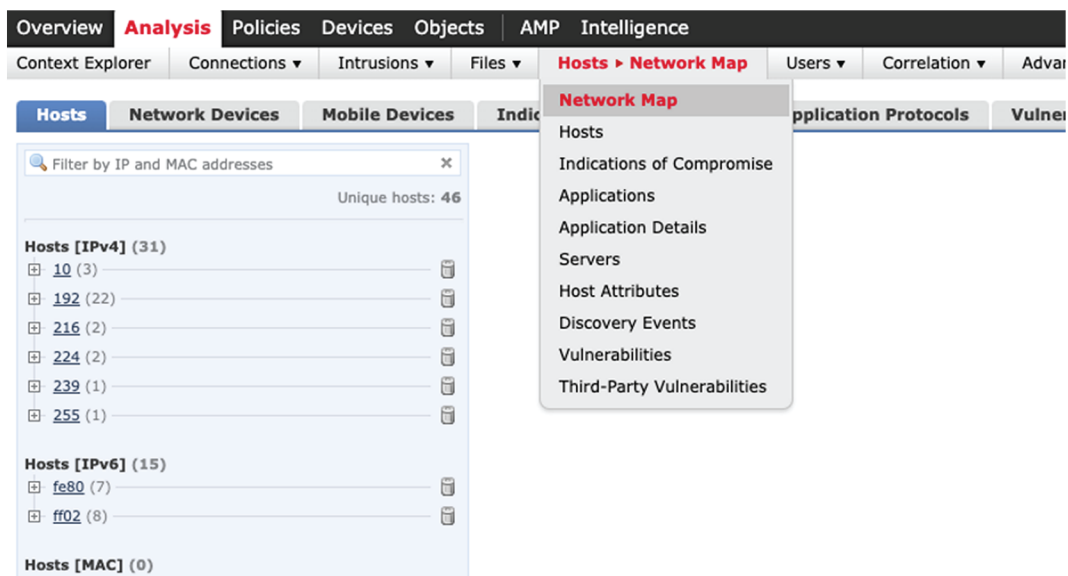 Overview Analysis Policies Devices Objects AMP Intelligence
Context Explorer Connections ▾ Intrusions ▾ Files ▾ Hosts ▸ Network Map Users ▾ Correlation ▾
Hosts Network Devices Mobile Devices Protocols
Filter by IP and MAC addresses
Unique hosts: 46
Hosts [IPv4] (31)
10 (3)
192 (22)
216 (2)
224 (2)
239 (1)
255 (1)
Hosts [IPv6] (15)
fe80 (7)
ff02 (8)
Hosts [MAC] (0)
Network Map
Hosts
Indications of Compromise
Applications
Application Details
Servers
Host Attributes
Discovery Events
Vulnerabilities
Third-Party Vulnerabilities